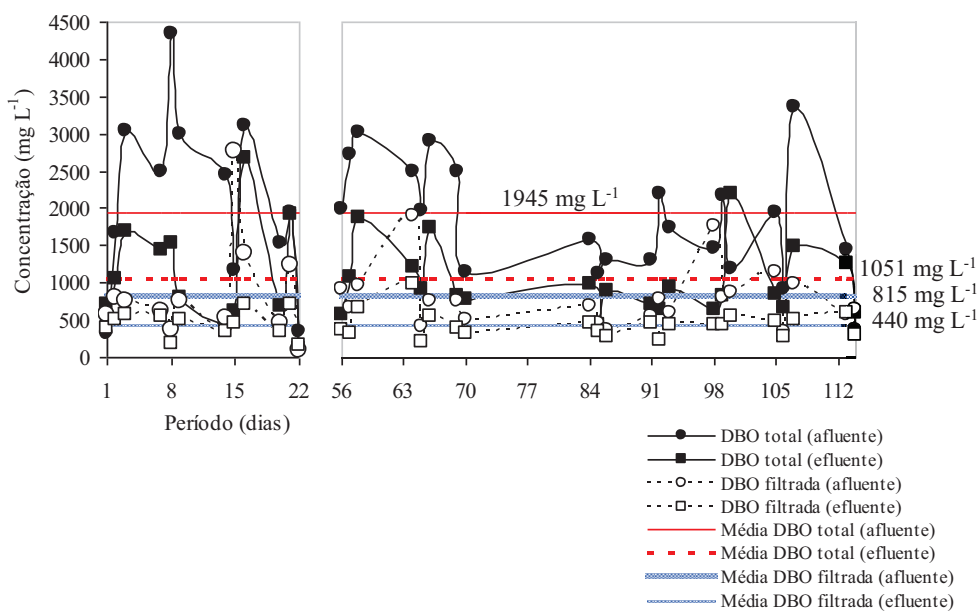 Concentração (mg L-1)
4500
4000
3500
3000
2500
2000
1500
1000
500
0
1945 mg L-1
1051 mg L-1
815 mg L-1
440 mg L-1
1 8 15 22 56 63 70 84 91 98 105 112
Período (dias)
DBO total (afluente)
DBO total (efluente)
DBO filtrada (afluente)
DBO filtrada (efluente)
Média DBO total (afluente)
Média DBO total (efluente)
Média DBO filtrada (afluente)
Média DBO filtrada (efluente)